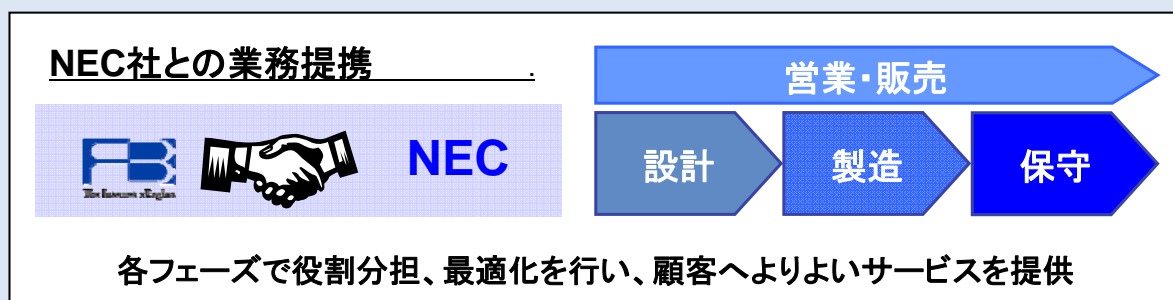 NEC社との業務提携 .
営業・販売
NEC
設計
製造
保守
各フェーズで役割分担、最適化を行い、顧客へよりよいサービスを提供